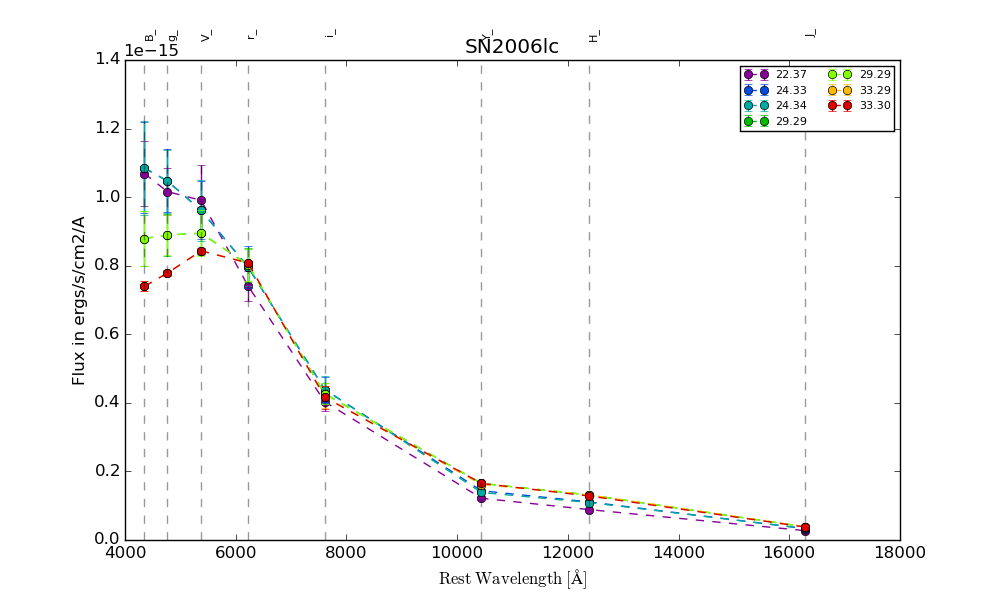 B_ g_ V_ r_ i_ Y_ H_ J_
1e−15
SN2006lc
1.4
1.2
1.0
0.8
0.6
0.4
0.2
0.0
Flux in ergs/s/cm2/A
22.37
24.33
24.34
29.29
29.29
33.29
33.30
4000 6000 8000 10000 12000 14000 16000 18000
Rest Wavelength [Å]